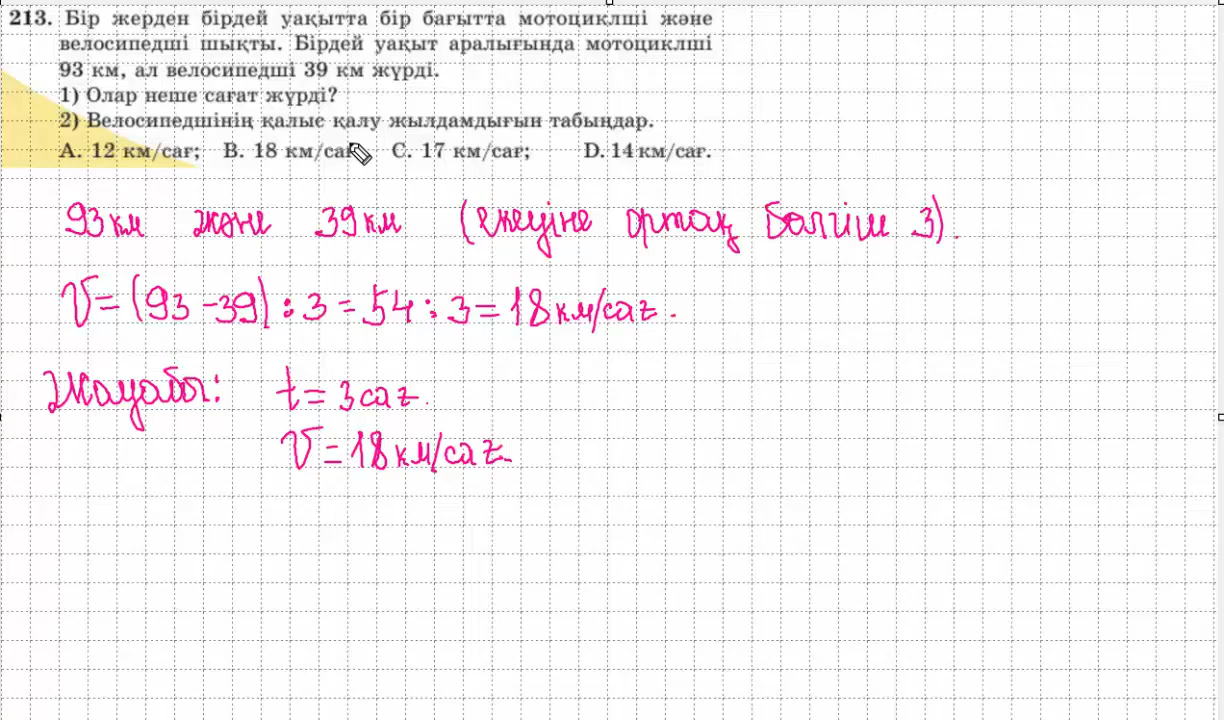 213. Бір жерден бірдей уақытта бір бағытта мотоциклші және
велосипедші шықты. Бірдей уақыт аралығында мотоциклші
93 км, ал велосипедші 39 км жүрді.
1) Олар неше сағат жүрді?
2) Велосипедшінің қалыс қалу жылдамдығын табыңдар.
A. 12 км/сағ; B. 18 км/сағ C. 17 км/сағ; D. 14 км/сағ.
93 км және 39 км (екеуіне ортақ бөлгіш 3).
V = (93 - 39) : 3 = 54 : 3 = 18 км/сағ.
Жауабы: t = 3 сағ.
V = 18 км/сағ.